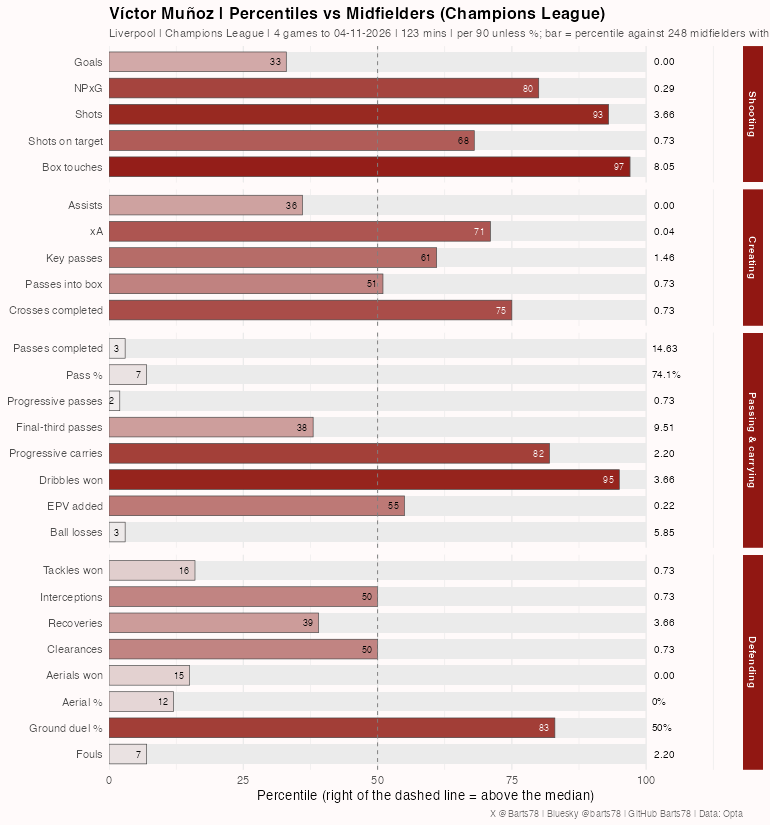 Víctor Muñoz | Percentiles vs Midfielders (Champions League)
Liverpool | Champions League | 4 games to 04-11-2026 | 123 mins | per 90 unless %; bar = percentile against 248 midfielders with
Goals 33 0.00
NPxG 80 0.29
Shots 93 3.66
Shots on target 68 0.73
Box touches 97 8.05
Shooting
Assists 36 0.00
xA 71 0.04
Key passes 61 1.46
Passes into box 51 0.73
Crosses completed 75 0.73
Creating
Passes completed 3 14.63
Pass % 7 74.1%
Progressive passes 2 0.73
Final-third passes 38 9.51
Progressive carries 82 2.20
Dribbles won 95 3.66
EPV added 55 0.22
Ball losses 3 5.85
Passing & carrying
Tackles won 16 0.73
Interceptions 50 0.73
Recoveries 39 3.66
Clearances 50 0.73
Aerials won 15 0.00
Aerial % 12 0%
Ground duel % 83 50%
Fouls 7 2.20
Defending
0 25 50 75 100
Percentile (right of the dashed line = above the median)
X @Barts78 | Bluesky @barts78 | GitHub Barts78 | Data: Opta